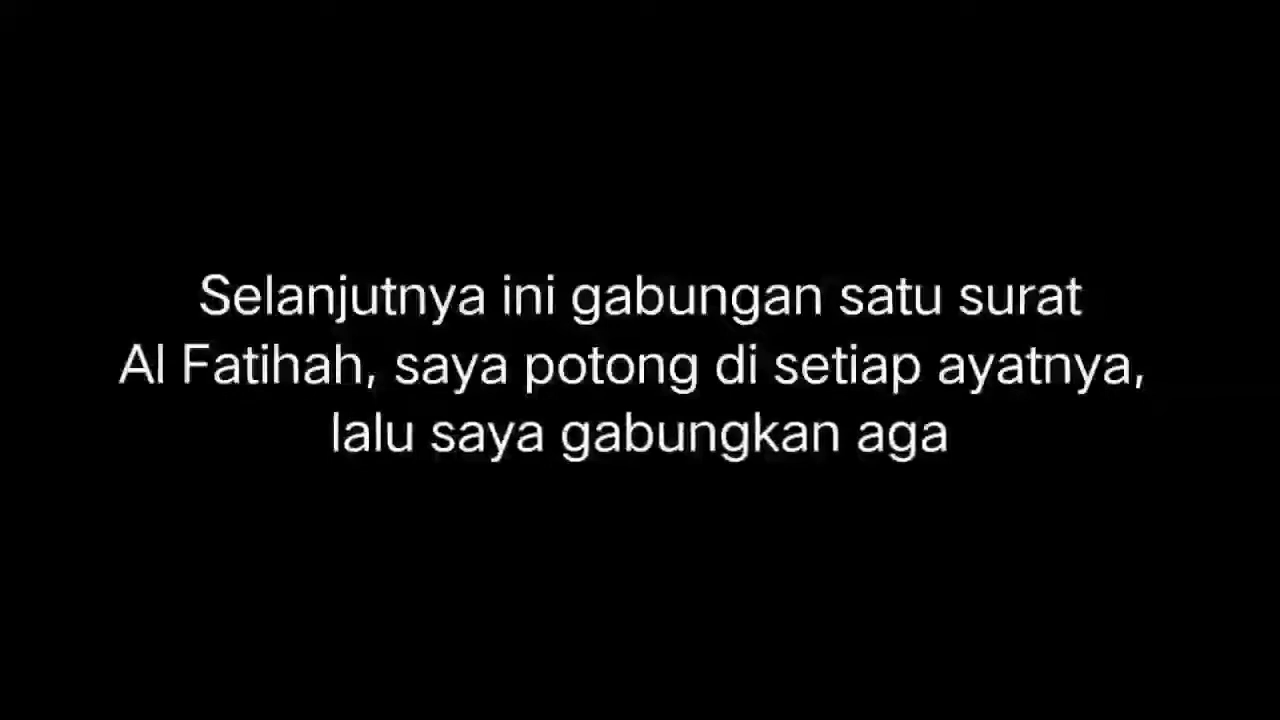 Selanjutnya ini gabungan satu surat
Al Fatihah, saya potong di setiap ayatnya,
lalu saya gabungkan aga